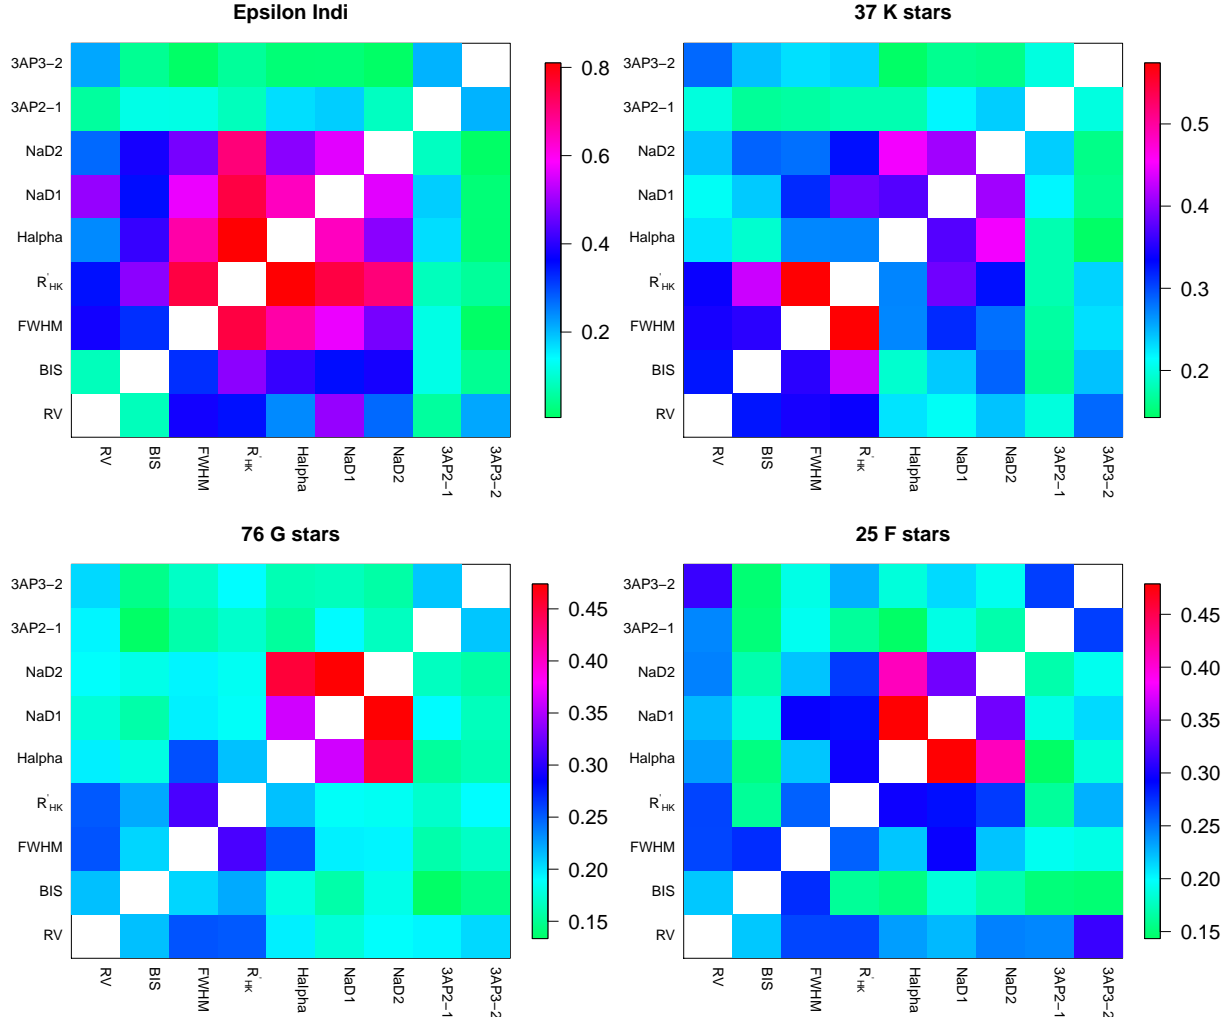 Epsilon Indi
3AP3−2
3AP2−1
NaD2
NaD1
Halpha
R'HK
FWHM
BIS
RV
RV BIS FWHM R'HK Halpha NaD1 NaD2 3AP2−1 3AP3−2
0.8
0.6
0.4
0.2
37 K stars
3AP3−2
3AP2−1
NaD2
NaD1
Halpha
R'HK
FWHM
BIS
RV
RV BIS FWHM R'HK Halpha NaD1 NaD2 3AP2−1 3AP3−2
0.5
0.4
0.3
0.2
76 G stars
3AP3−2
3AP2−1
NaD2
NaD1
Halpha
R'HK
FWHM
BIS
RV
RV BIS FWHM R'HK Halpha NaD1 NaD2 3AP2−1 3AP3−2
0.45
0.40
0.35
0.30
0.25
0.20
0.15
25 F stars
3AP3−2
3AP2−1
NaD2
NaD1
Halpha
R'HK
FWHM
BIS
RV
RV BIS FWHM R'HK Halpha NaD1 NaD2 3AP2−1 3AP3−2
0.45
0.40
0.35
0.30
0.25
0.20
0.15